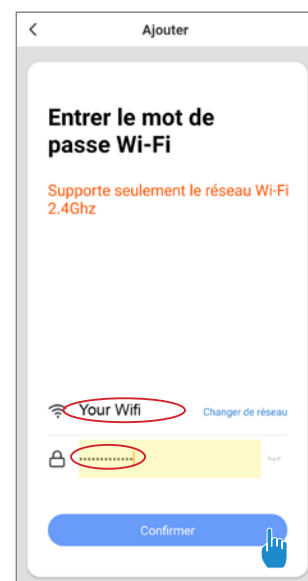 Ajouter
Entrer le mot de
passe Wi-Fi
Supporte seulement le réseau Wi-Fi
2.4Ghz
Your Wifi
Changer de réseau
•••••••••••••
Confirmer